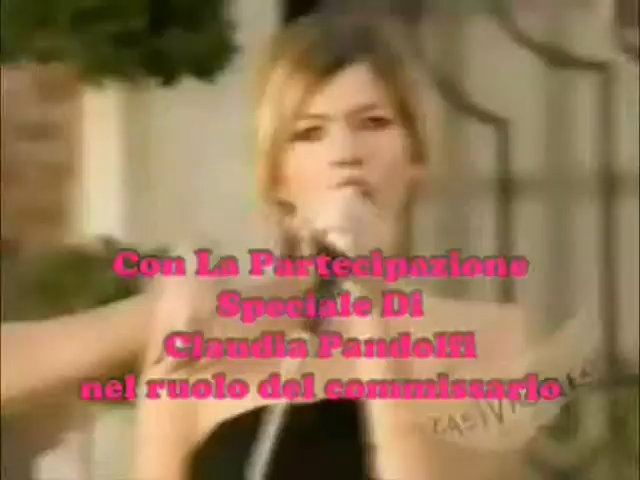 Con La Partecipazione
Speciale Di
Claudia Pandolfi
nel ruolo del commissario